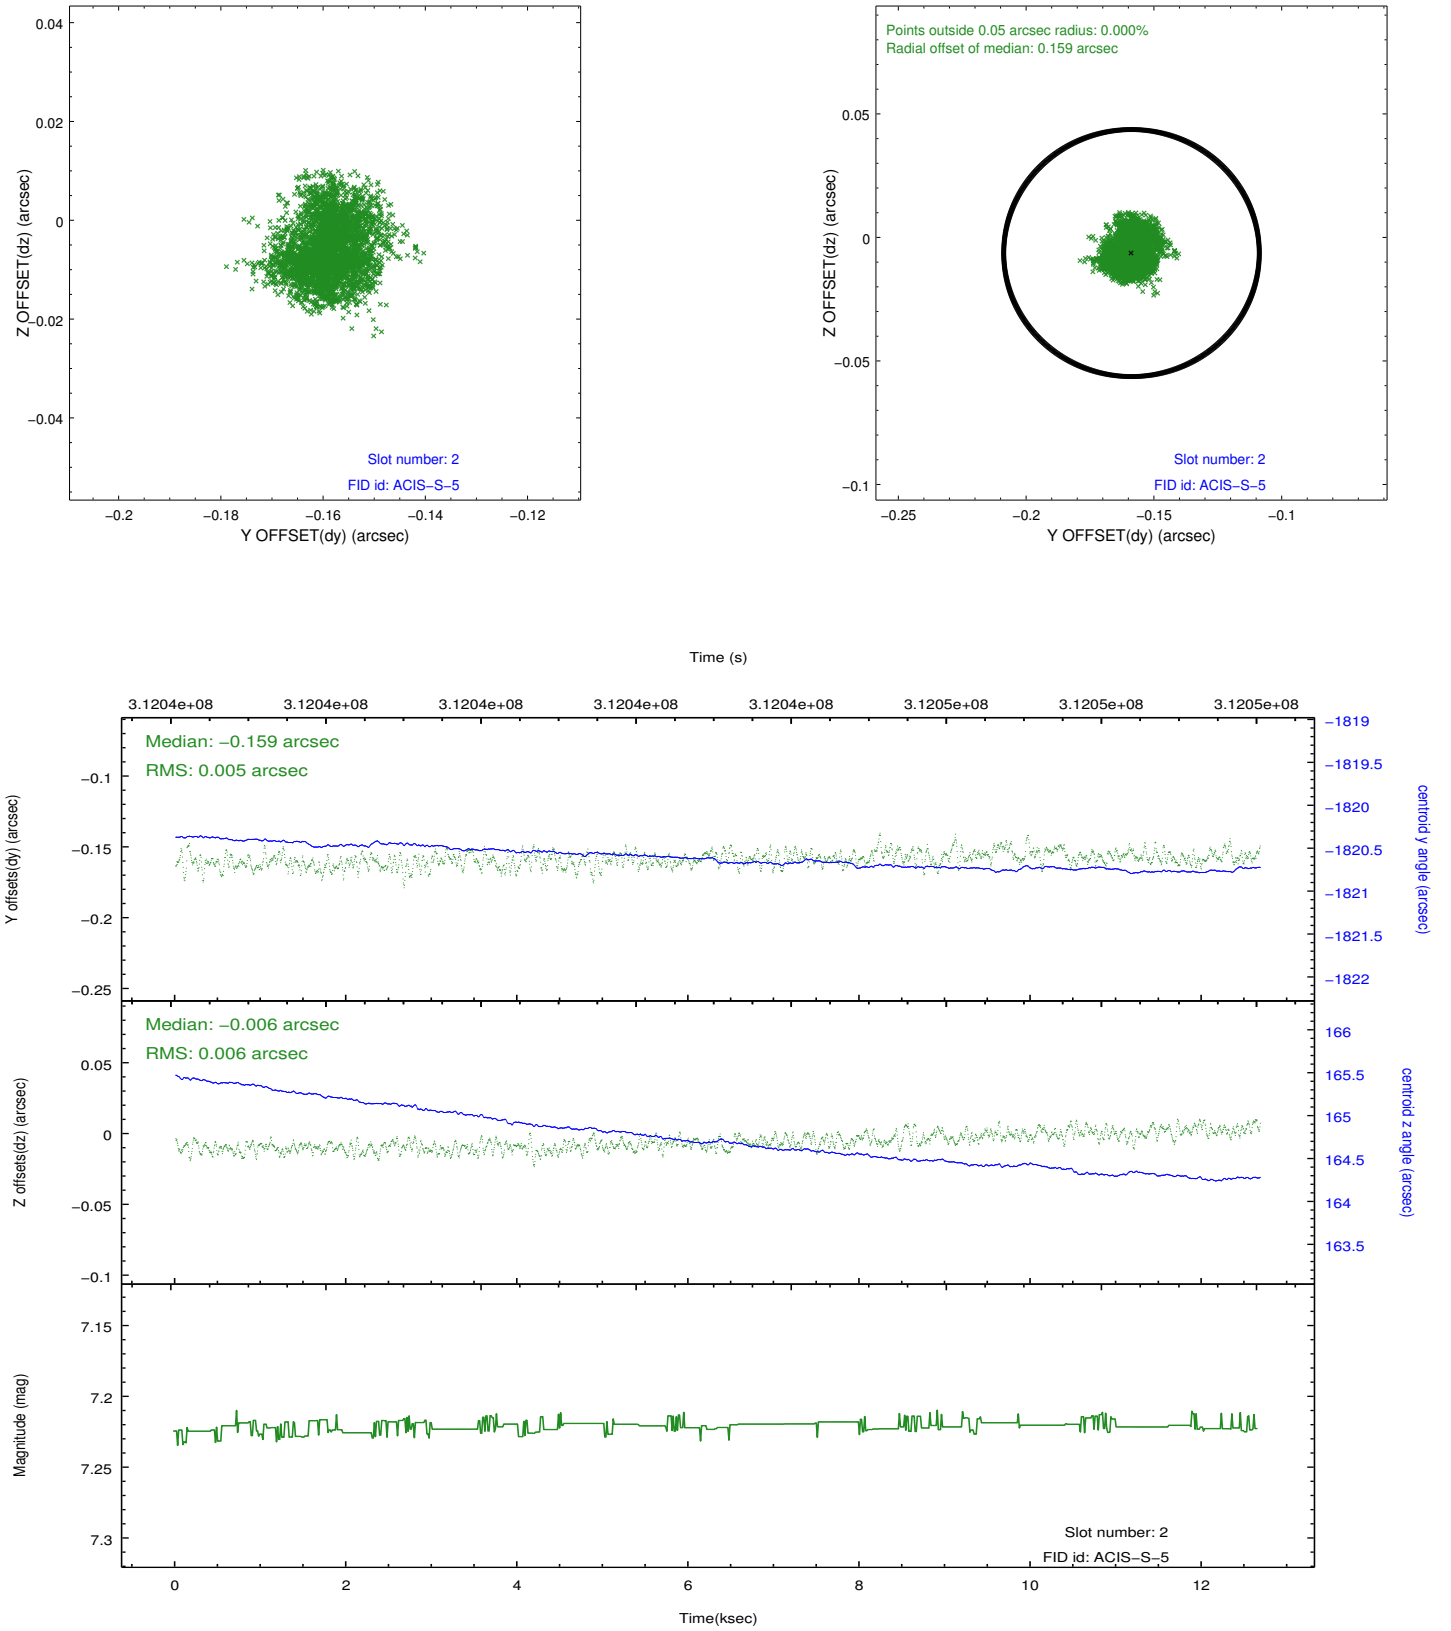 0.04
0.02
0
−0.02
−0.04
Z OFFSET(dz) (arcsec)
Slot number: 2
FID id: ACIS−S−5
−0.2
−0.18
−0.16
−0.14
−0.12
Y OFFSET(dy) (arcsec)
Points outside 0.05 arcsec radius: 0.000%
Radial offset of median: 0.159 arcsec
0.05
0
−0.05
−0.1
Z OFFSET(dz) (arcsec)
Slot number: 2
FID id: ACIS−S−5
−0.25
−0.2
−0.15
−0.1
Y OFFSET(dy) (arcsec)
Time (s)
3.1204e+08
3.1204e+08
3.1204e+08
3.1204e+08
3.1204e+08
3.1205e+08
3.1205e+08
3.1205e+08
Median: −0.159 arcsec
RMS: 0.005 arcsec
−0.1
−0.15
−0.2
−0.25
Y offsets(dy) (arcsec)
−1819
−1819.5
−1820
−1820.5
−1821
−1821.5
−1822
centroid y angle (arcsec)
Median: −0.006 arcsec
RMS: 0.006 arcsec
0.05
0
−0.05
−0.1
Z offsets(dz) (arcsec)
166
165.5
165
164.5
164
163.5
centroid z angle (arcsec)
7.15
7.2
7.25
7.3
Magnitude (mag)
Slot number: 2
FID id: ACIS−S−5
0
2
4
6
8
10
12
Time(ksec)